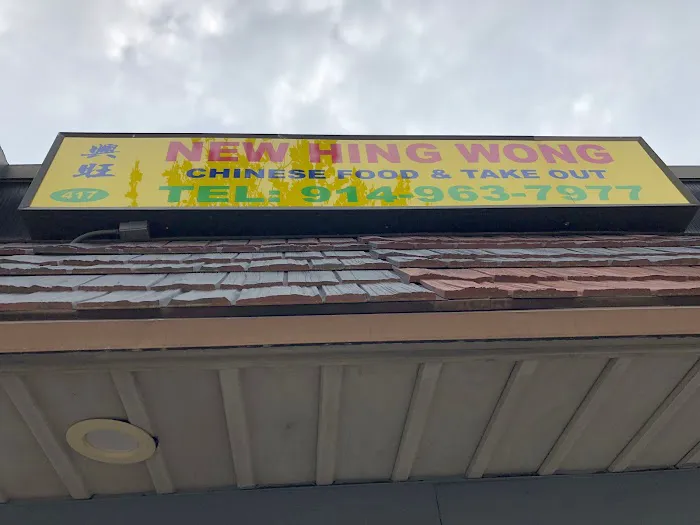 興旺
417
NEW HING WONG
CHINESE FOOD & TAKE OUT
TEL: 914-963-7977